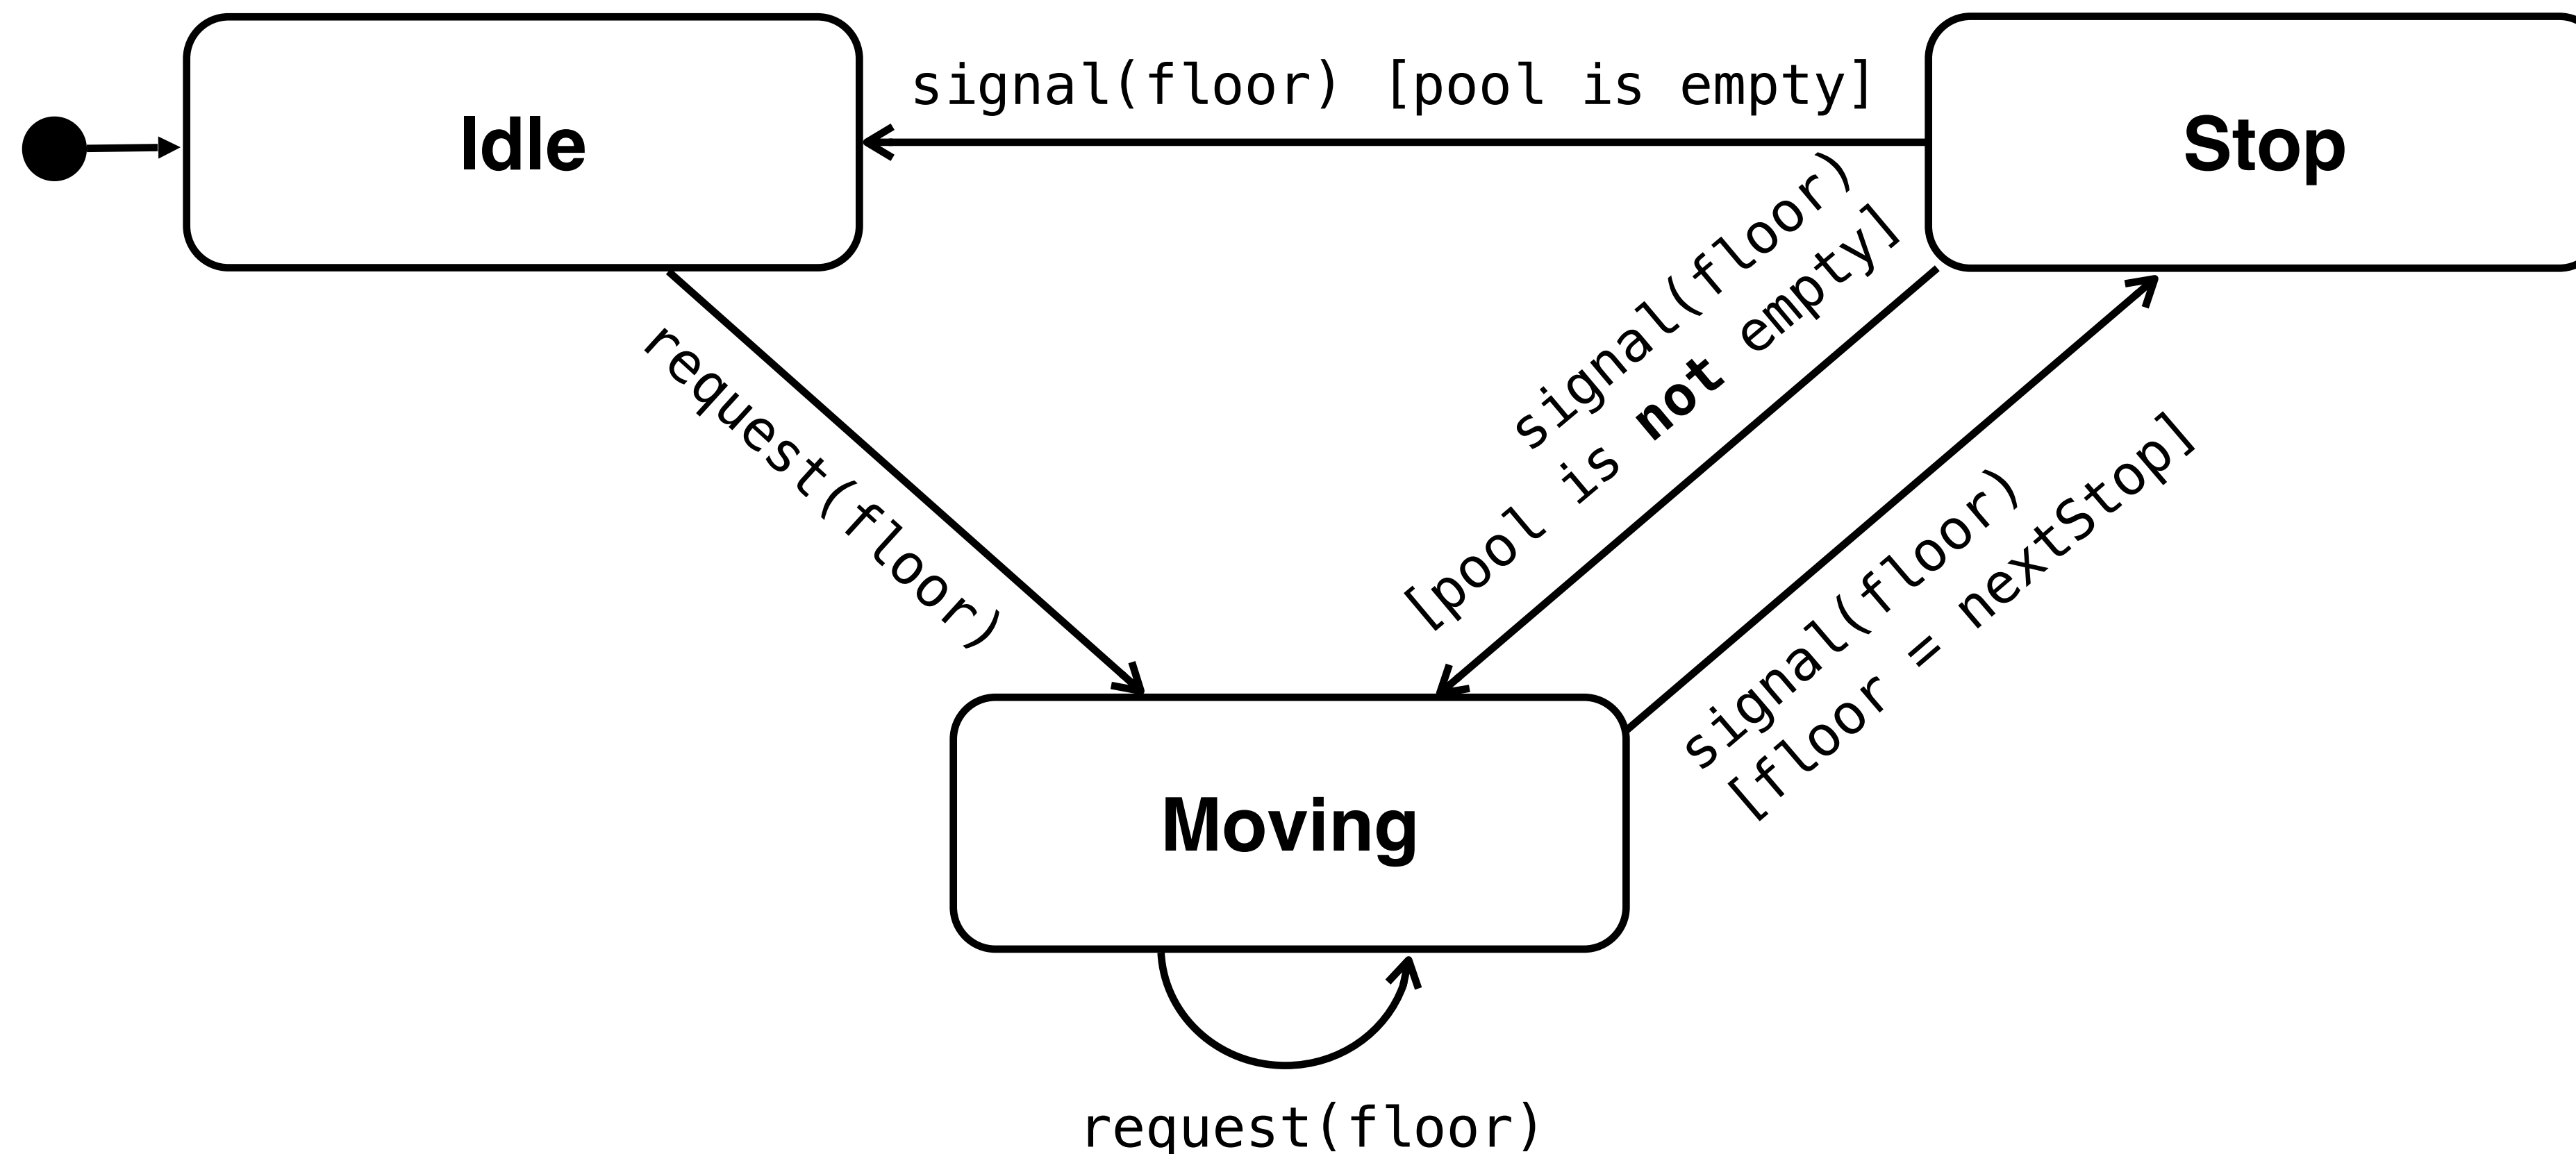 signal(floor) [pool is empty]
Idle
Stop
signal(floor)
[pool is not empty]
request(floor)
signal(floor)
[floor = nextStop]
Moving
request(floor)